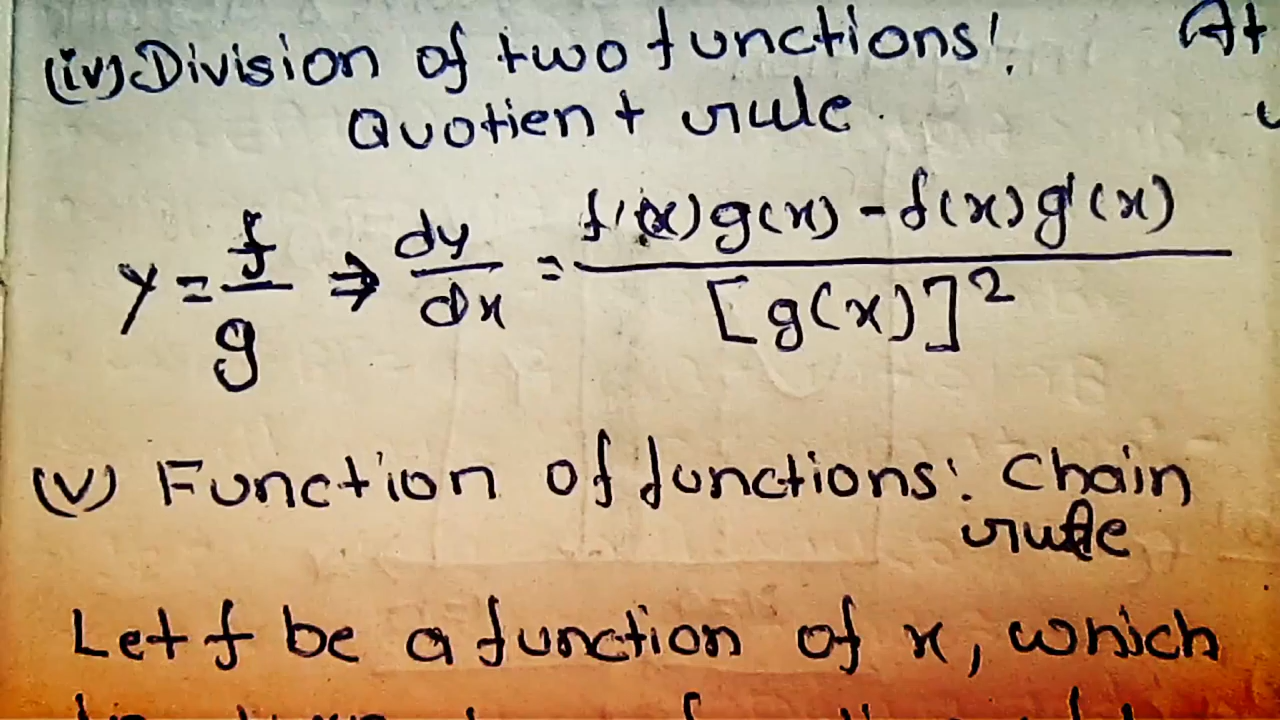 (iv) Division of two functions: At
Quotient rule.
y = f/g ⇒ dy/dx = f'(x)g(x) - f(x)g'(x) / [g(x)]²
(v) Function of functions: Chain
rule
Let f be a function of x, which